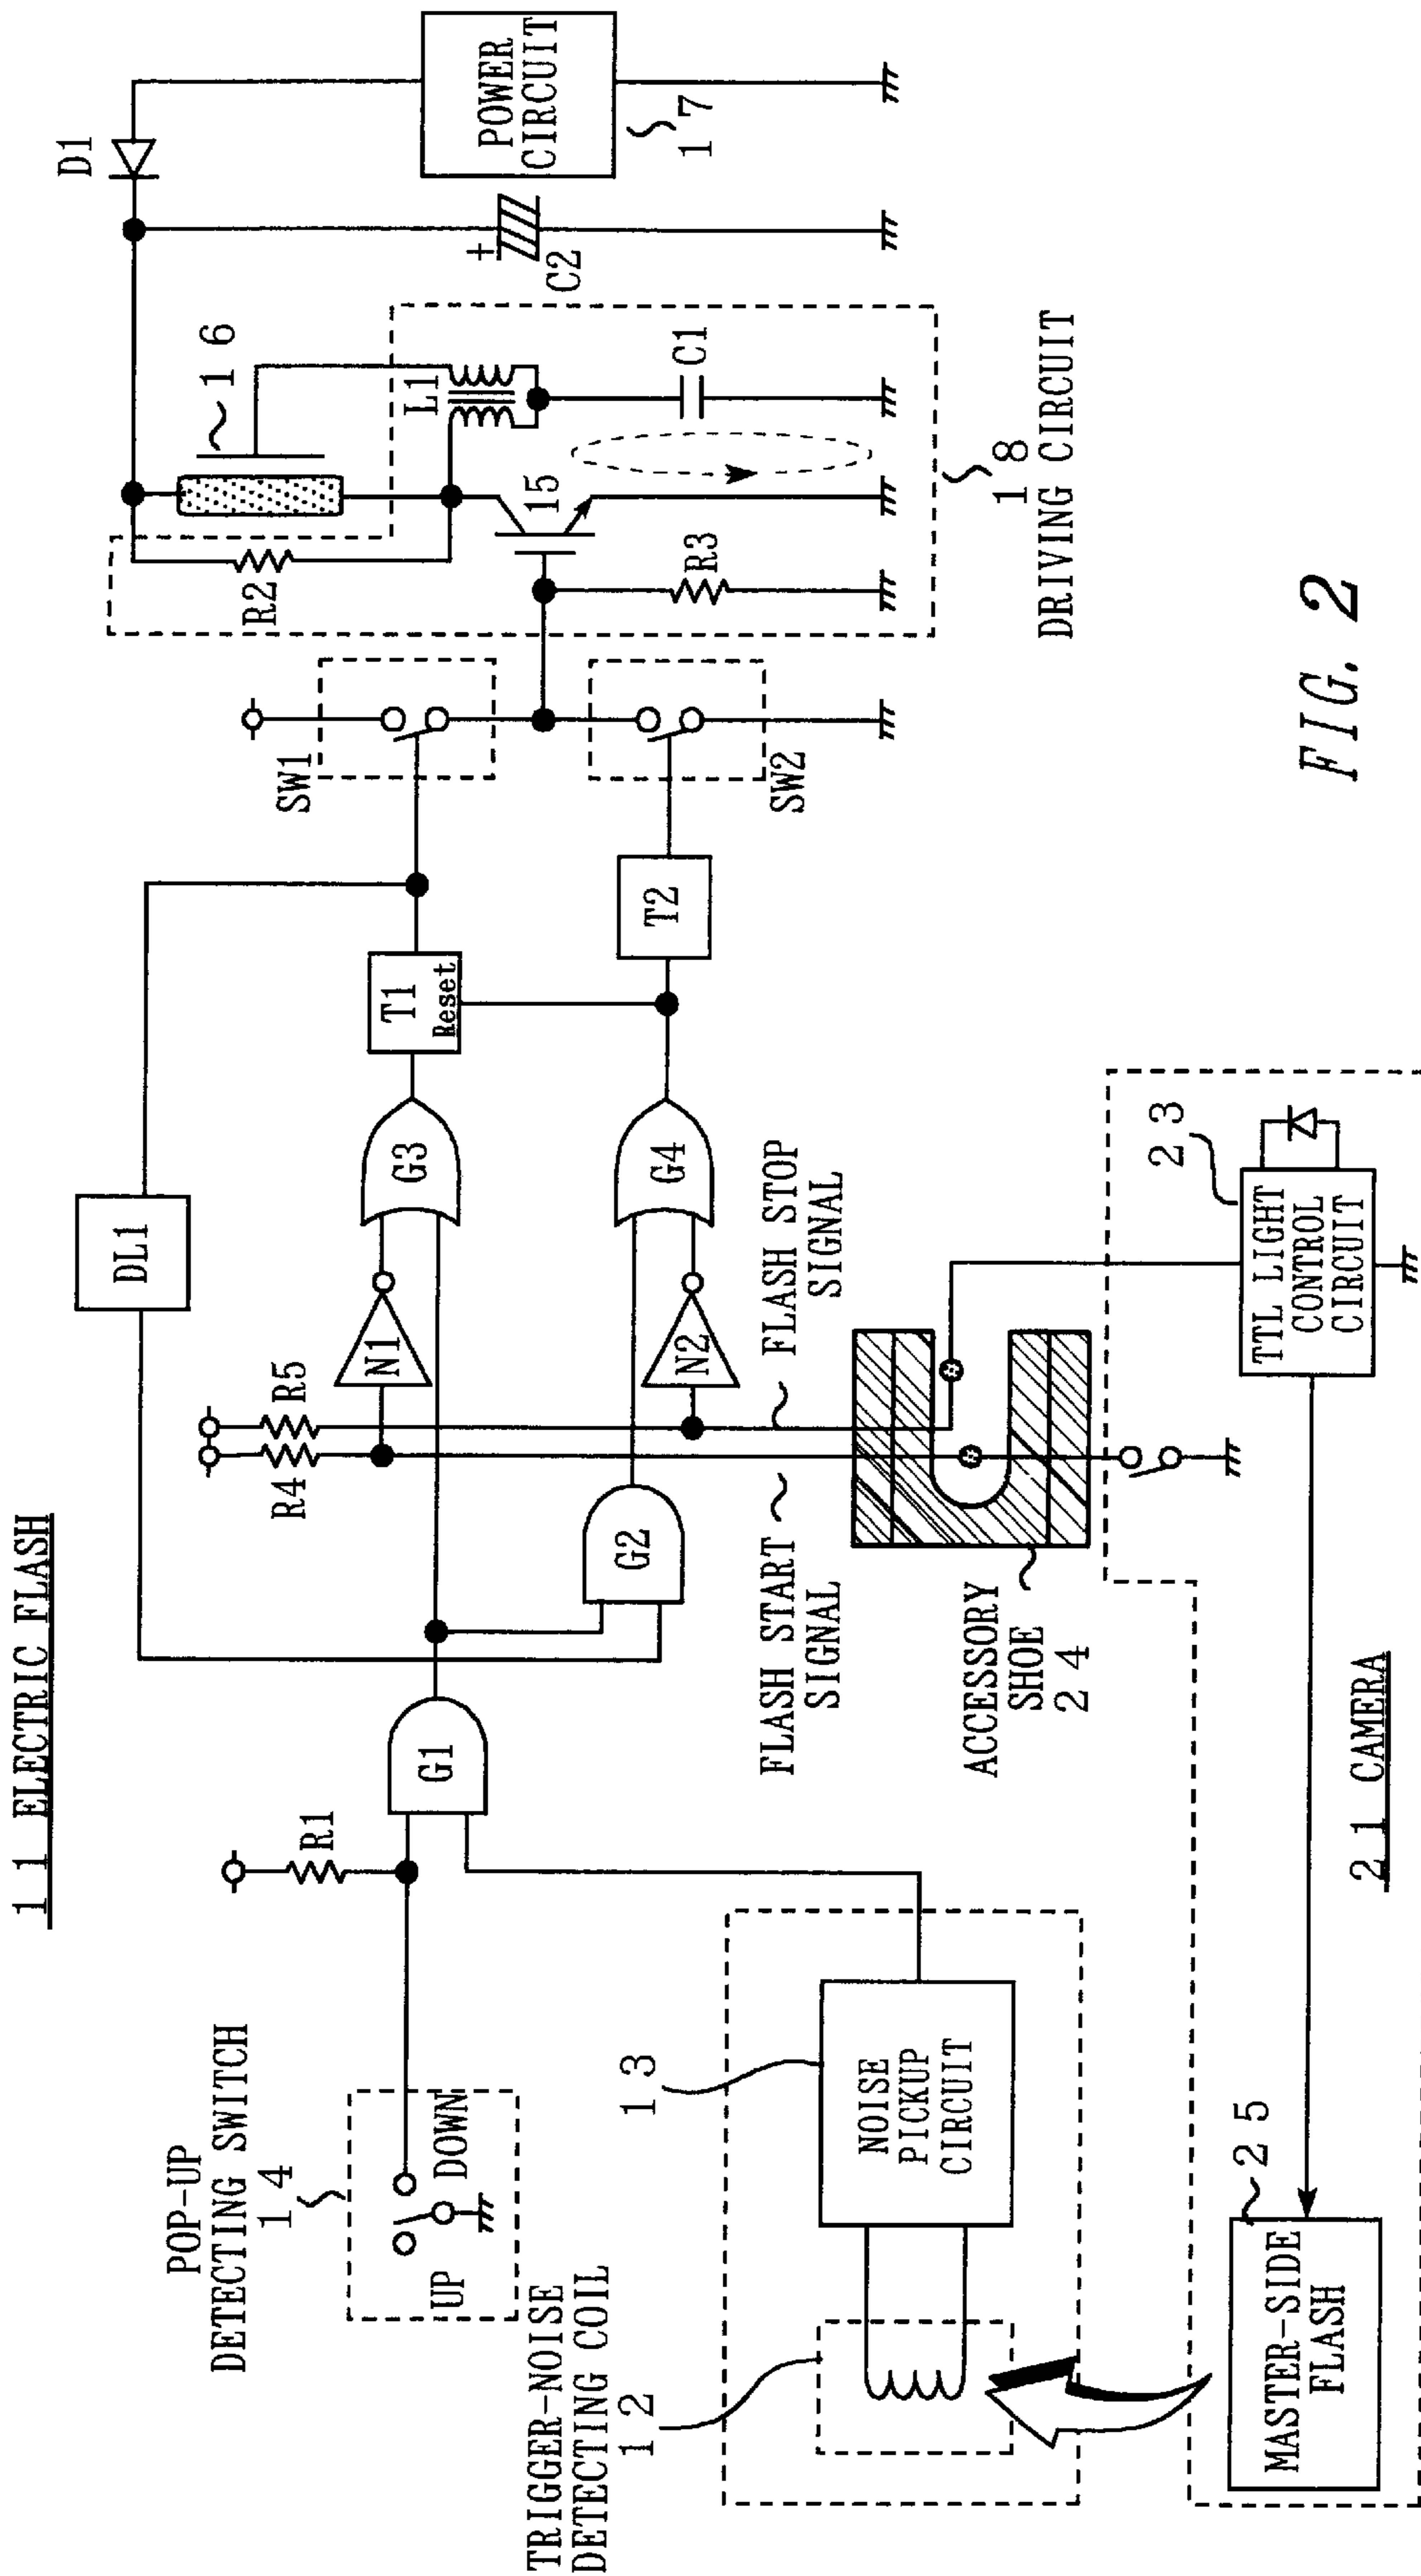 1 1 ELECTRIC FLASH
POP-UP
DETECTING SWITCH
1 4
UP
DOWN
R1
G1
TRIGGER-NOISE
DETECTING COIL
1 2
1 3
NOISE
PICKUP
CIRCUIT
DL1
R4
R5
G2
N1
N2
G3
G4
T1
Reset
T2
FLASH START
SIGNAL
FLASH STOP
SIGNAL
SW1
SW2
R2
R3
15
1 6
L1
C1
1 8
DRIVING CIRCUIT
D1
+
C2
POWER
CIRCUIT
1 7
ACCESSORY
SHOE
2 4
2 1 CAMERA
MASTER-SIDE
FLASH
2 5
TTL LIGHT
CONTROL
CIRCUIT
2 3
FIG. 2